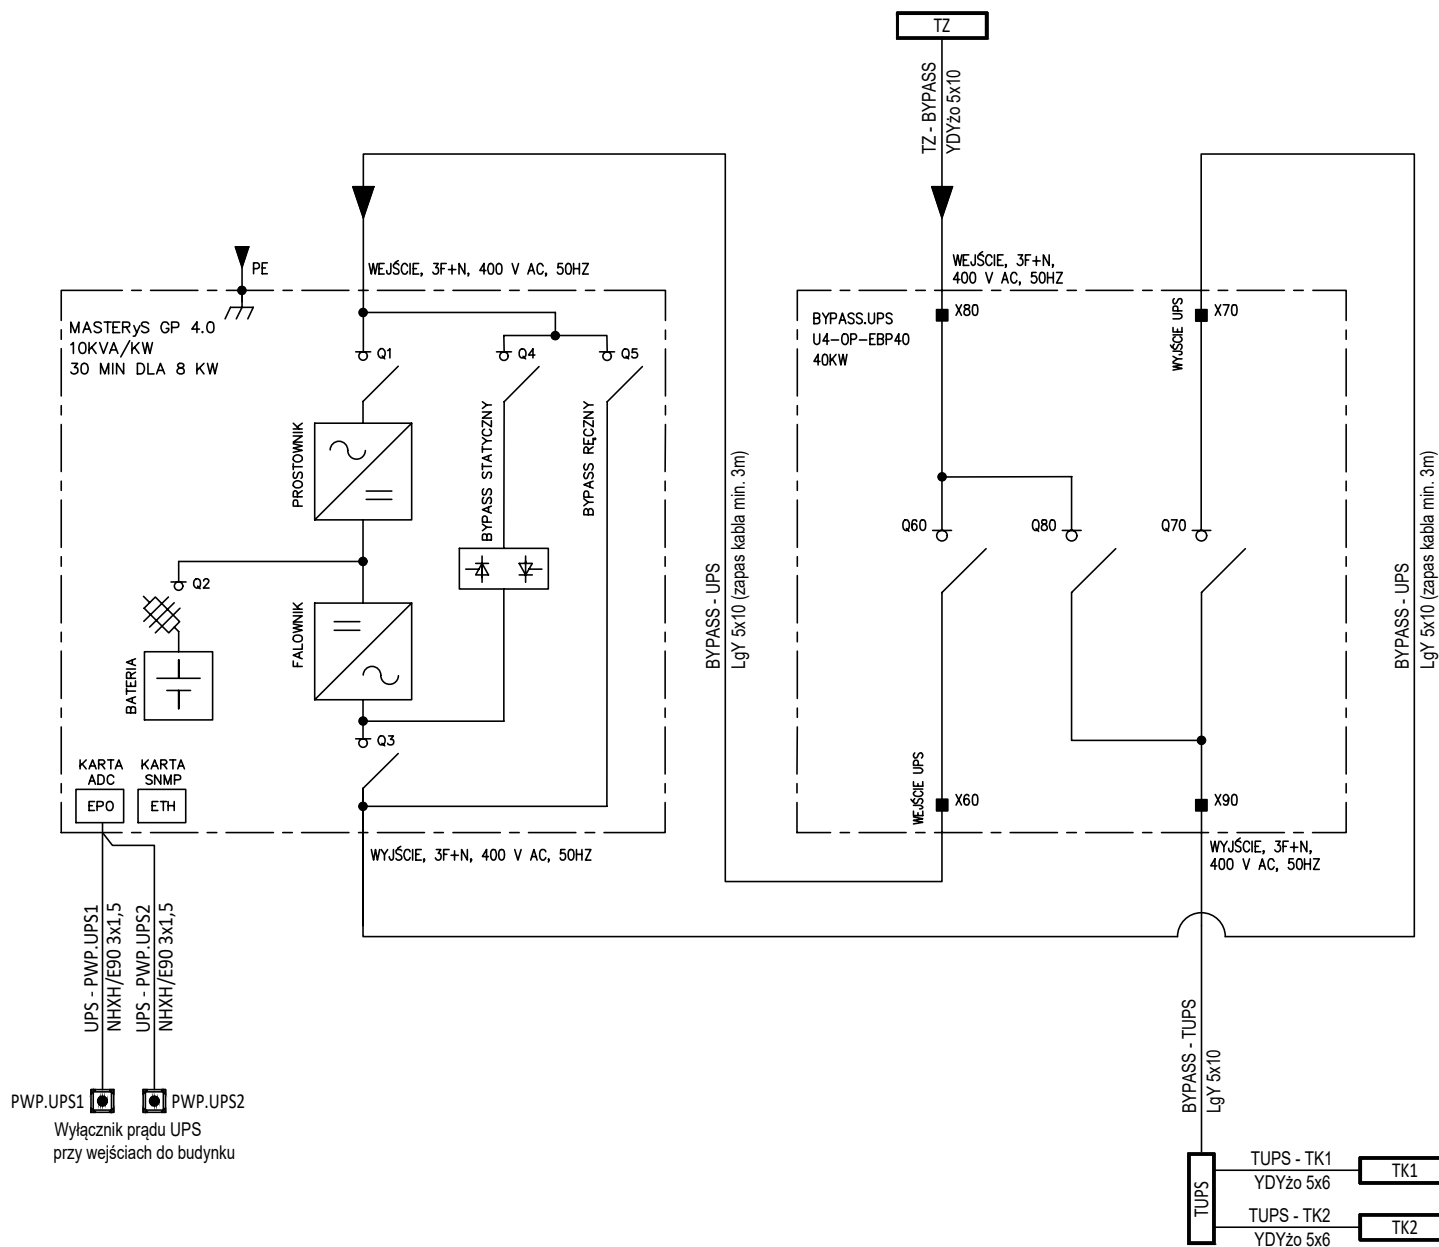 TZ
TZ - BYPASS
YDYżo 5x10
PE
WEJŚCIE, 3F+N, 400 V AC, 50HZ
WEJŚCIE, 3F+N,
400 V AC, 50HZ
MASTERyS GP 4.0
10KVA/KW
30 MIN DLA 8 KW
Q1
Q4
Q5
PROSTOWNIK
BYPASS STATYCZNY
BYPASS RĘCZNY
Q2
BATERIA
FALOWNIK
Q3
KARTA
ADC
EPO
KARTA
SNMP
ETH
WYJŚCIE, 3F+N, 400 V AC, 50HZ
BYPASS - UPS
LgY 5x10 (zapas kabla min. 3m)
BYPASS.UPS
U4-OP-EBP40
40KW
X80
WYJŚCIE UPS
X70
Q60
Q80
Q70
WEJŚCIE UPS
X60
X90
WYJŚCIE, 3F+N,
400 V AC, 50HZ
BYPASS - UPS
LgY 5x10 (zapas kabla min. 3m)
UPS - PWP.UPS1
NHXH/E90 3x1,5
UPS - PWP.UPS2
NHXH/E90 3x1,5
PWP.UPS1
PWP.UPS2
Wyłącznik prądu UPS
przy wejściach do budynku
BYPASS - TUPS
LgY 5x10
TUPS
TUPS - TK1
YDYżo 5x6
TK1
TUPS - TK2
YDYżo 5x6
TK2